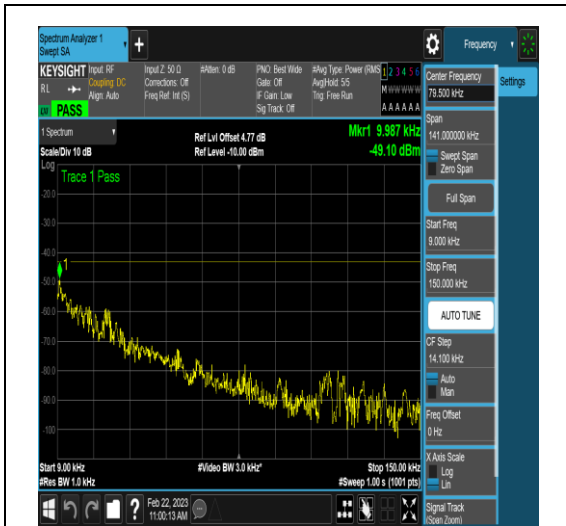 Spectrum Analyzer 1
Swept SA
+
Frequency
KEYSIGHT
RL
Input: RF
Coupling: DC
Align: Auto
Input Z: 50 Ω
Corrections: Off
Freq Ref: Int (S)
#Atten: 0 dB
PNO: Best Wide
Gate: Off
IF Gain: Low
Sig Track: Off
#Avg Type: Power (RMS
Avg|Hold: 5/5
Trig: Free Run
1 2 3 4 5 6
M W W W W W
A A A A A A
PASS
1 Spectrum
Scale/Div 10 dB
Ref Lvl Offset 4.77 dB
Ref Level -10.00 dBm
Mkr1 9.987 kHz
-49.10 dBm
Log
Trace 1 Pass
-20.0
-30.0
-40.0
1
-50.0
-60.0
-70.0
-80.0
-90.0
-100
Start 9.00 kHz
#Res BW 1.0 kHz
#Video BW 3.0 kHz*
Stop 150.00 kHz
#Sweep 1.00 s (1001 pts)
?
Feb 22, 2023
11:00:13 AM
Center Frequency
79.500 kHz
Settings
Span
141.000000 kHz
Swept Span
Zero Span
Full Span
Start Freq
9.000 kHz
Stop Freq
150.000 kHz
AUTO TUNE
CF Step
14.100 kHz
Auto
Man
Freq Offset
0 Hz
X Axis Scale
Log
Lin
Signal Track
(Span Zoom)